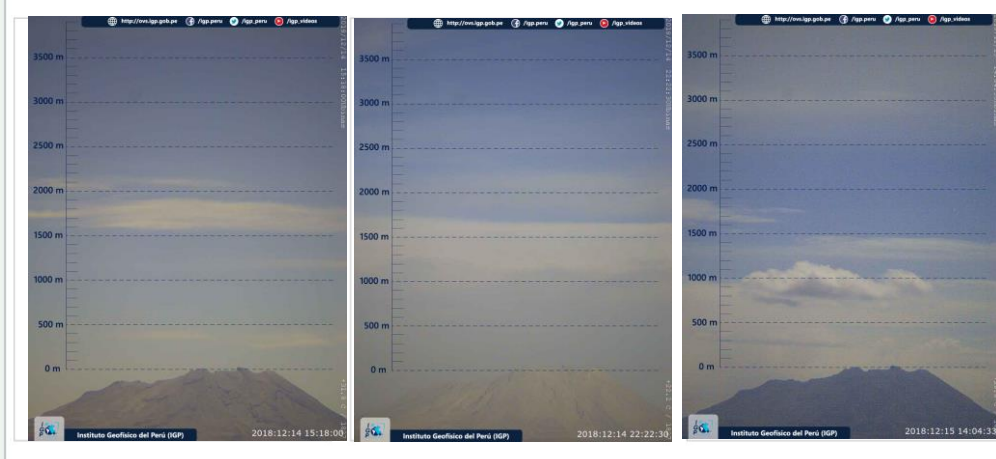 http://ovs.igp.gob.pe /igp.peru /igp_peru /igp_videos
3500 m
3000 m
2500 m
2000 m
1500 m
1000 m
500 m
0 m
Instituto Geofísico del Perú (IGP)
2018:12:14 15:18:00
http://ovs.igp.gob.pe /igp.peru /igp_peru /igp_videos
3500 m
3000 m
2500 m
2000 m
1500 m
1000 m
500 m
0 m
Instituto Geofísico del Perú (IGP)
2018:12:14 22:22:30
http://ovs.igp.gob.pe /igp.peru /igp_peru /igp_videos
3500 m
3000 m
2500 m
2000 m
1500 m
1000 m
500 m
0 m
Instituto Geofísico del Perú (IGP)
2018:12:15 14:04:33